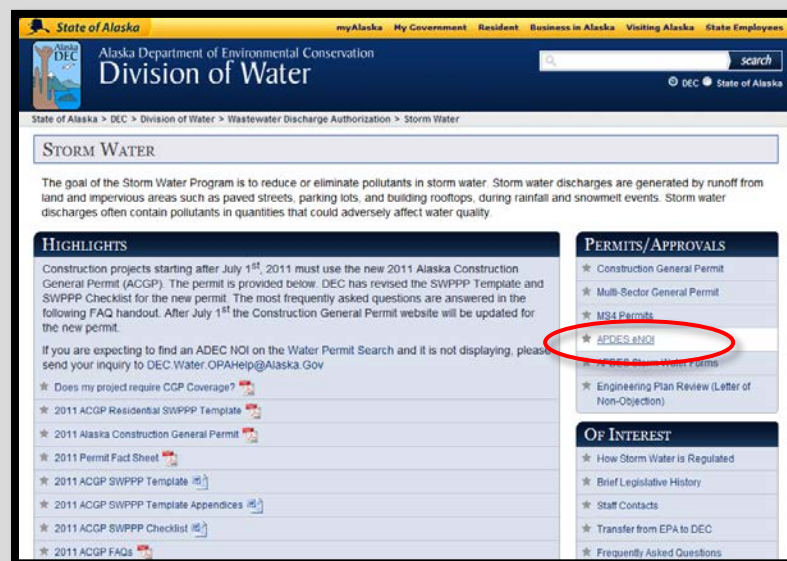 State of Alaska
myAlaska My Government Resident Business in Alaska Visiting Alaska State Employees
Alaska
DEC
Alaska Department of Environmental Conservation
Division of Water
search
DEC State of Alaska
State of Alaska > DEC > Division of Water > Wastewater Discharge Authorization > Storm Water
STORM WATER
The goal of the Storm Water Program is to reduce or eliminate pollutants in storm water. Storm water discharges are generated by runoff from
land and impervious areas such as paved streets, parking lots, and building rooftops, during rainfall and snowmelt events. Storm water
discharges often contain pollutants in quantities that could adversely affect water quality.
HIGHLIGHTS
Construction projects starting after July 1st, 2011 must use the new 2011 Alaska Construction
General Permit (ACGP). The permit is provided below. DEC has revised the SWPPP Template and
SWPPP Checklist for the new permit. The most frequently asked questions are answered in the
following FAQ handout. After July 1st the Construction General Permit website will be updated for
the new permit.
If you are expecting to find an ADEC NOI on the Water Permit Search and it is not displaying, please
send your inquiry to DEC.Water.OPAHelp@Alaska.Gov
Does my project require CGP Coverage?
2011 ACGP Residential SWPPP Template
2011 Alaska Construction General Permit
2011 Permit Fact Sheet
2011 ACGP SWPPP Template
2011 ACGP SWPPP Template Appendices
2011 ACGP SWPPP Checklist
2011 ACGP FAQs
PERMITS/APPROVALS
Construction General Permit
Multi-Sector General Permit
MS4 Permits
APDES eNOI
APDES Storm Water Forms
Engineering Plan Review (Letter of
Non-Objection)
OF INTEREST
How Storm Water is Regulated
Brief Legislative History
Staff Contacts
Transfer from EPA to DEC
Frequently Asked Questions